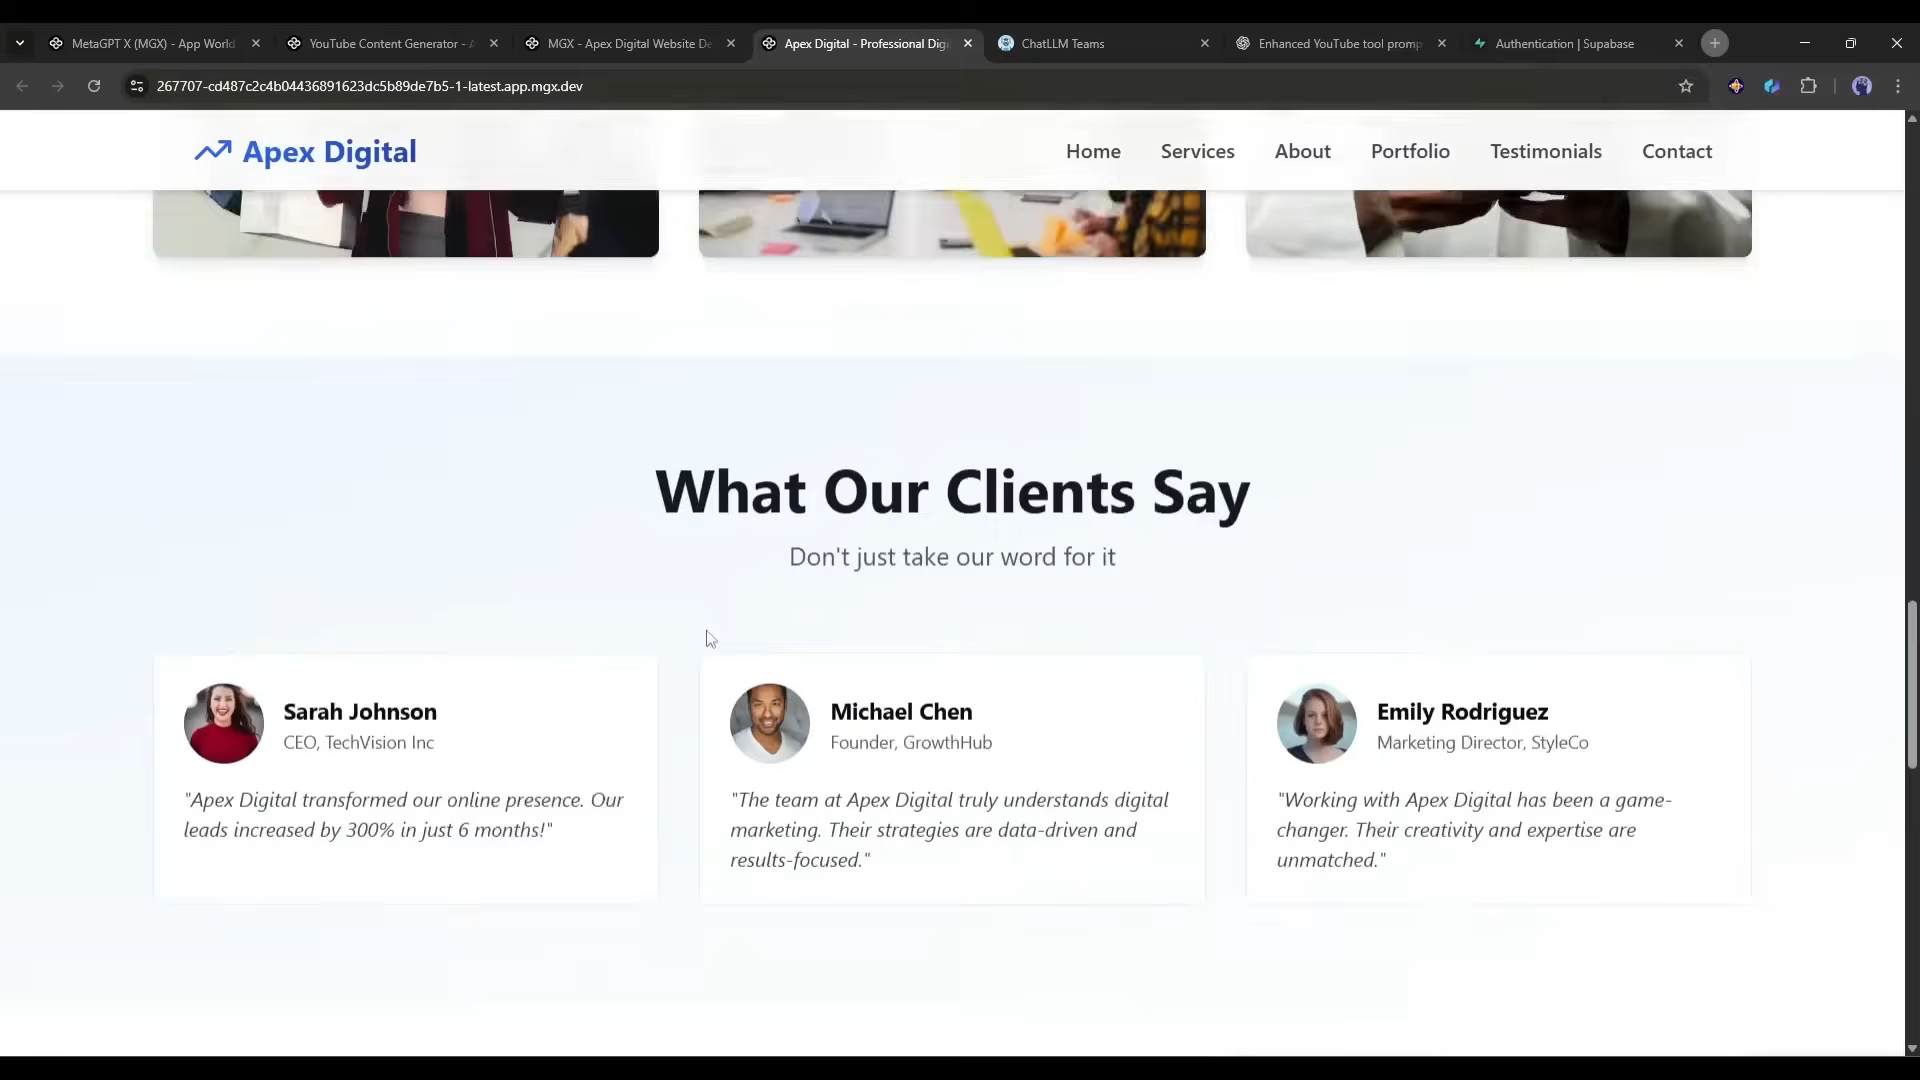 MetaGPT X (MGX) - App World
YouTube Content Generator - A
MGX - Apex Digital Website De
Apex Digital - Professional Digi
ChatLLM Teams
Enhanced YouTube tool promp
Authentication | Supabase
267707-cd487c2c4b04436891623dc5b89de7b5-1-latest.app.mgx.dev
Apex Digital
Home
Services
About
Portfolio
Testimonials
Contact
What Our Clients Say
Don't just take our word for it
Sarah Johnson
CEO, TechVision Inc
"Apex Digital transformed our online presence. Our
leads increased by 300% in just 6 months!"
Michael Chen
Founder, GrowthHub
"The team at Apex Digital truly understands digital
marketing. Their strategies are data-driven and
results-focused."
Emily Rodriguez
Marketing Director, StyleCo
"Working with Apex Digital has been a game-
changer. Their creativity and expertise are
unmatched."